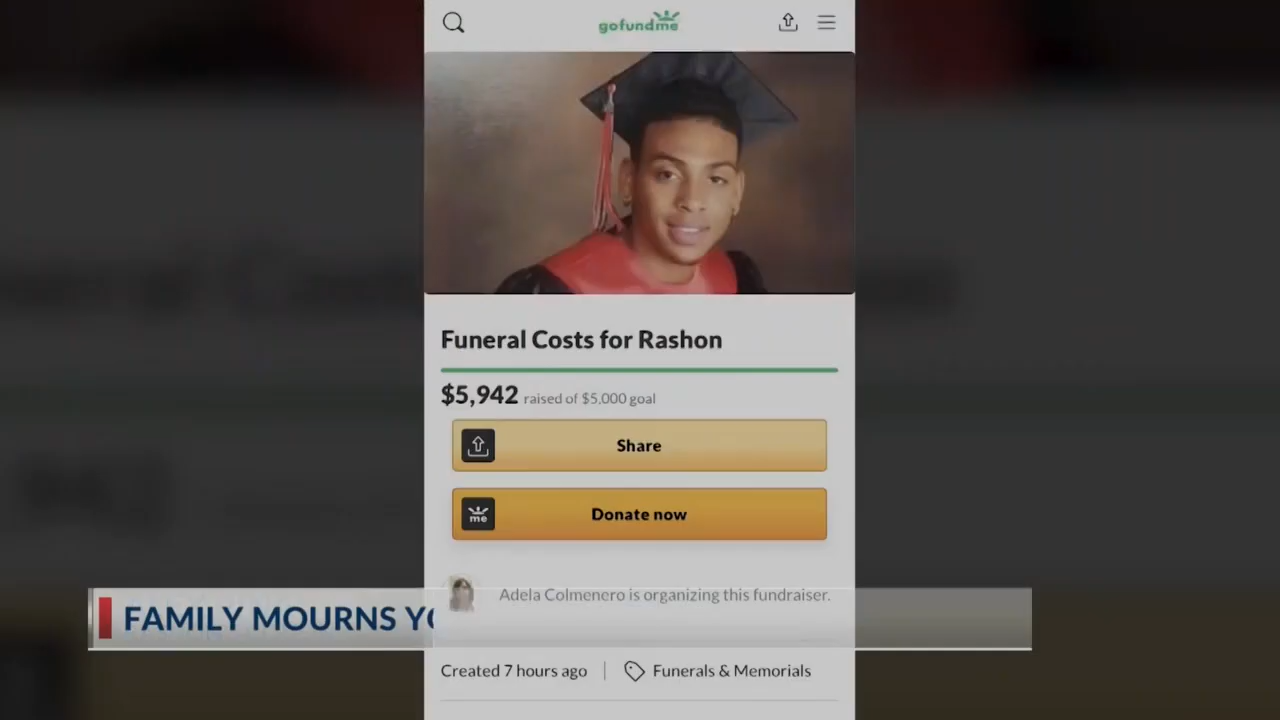 gofundme
Funeral Costs for Rashon
$5,942 raised of $5,000 goal
Share
me
Donate now
Adela Colmenero is organizing this fundraiser.
FAMILY MOURNS
Created 7 hours ago | Funerals & Memorials